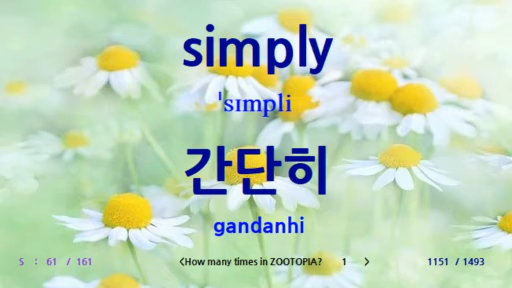 simply
ˈsɪmpli
간단히
gandanhi
S : 61 / 161 <How many times in ZOOTOPIA? 1 > 1151 / 1493